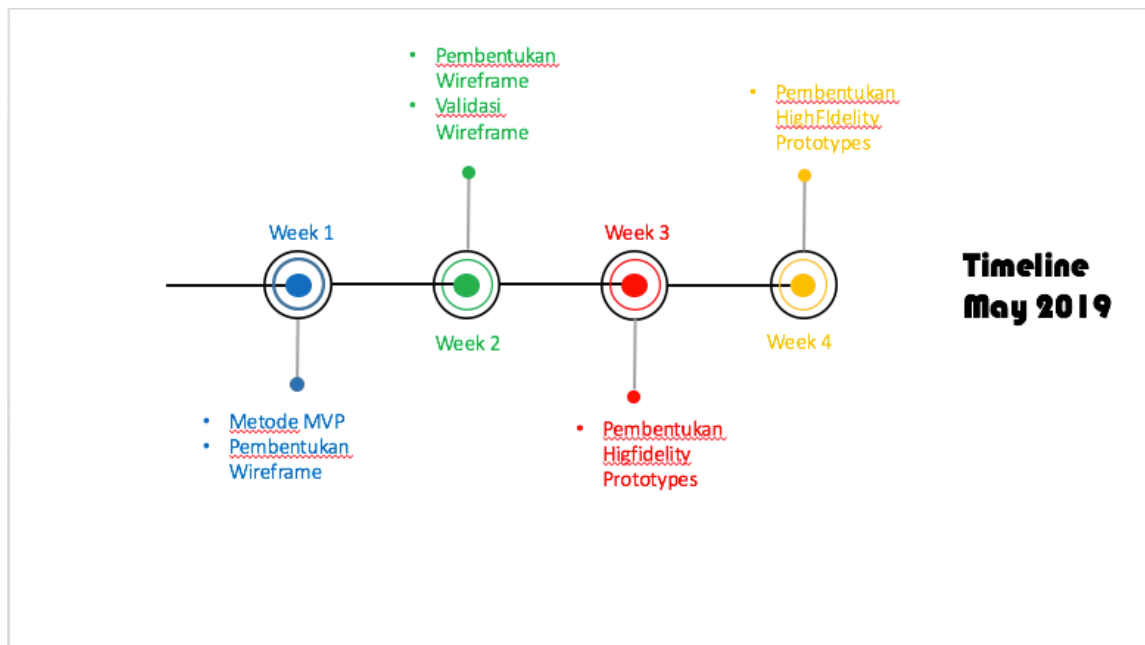 Week 1
• Metode MVP
• Pembentukan
Wireframe
• Pembentukan
Wireframe
• Validasi
Wireframe
Week 2
Week 3
• Pembentukan
Higfidelity
Prototypes
• Pembentukan
HighFIdelity
Prototypes
Week 4
Timeline
May 2019